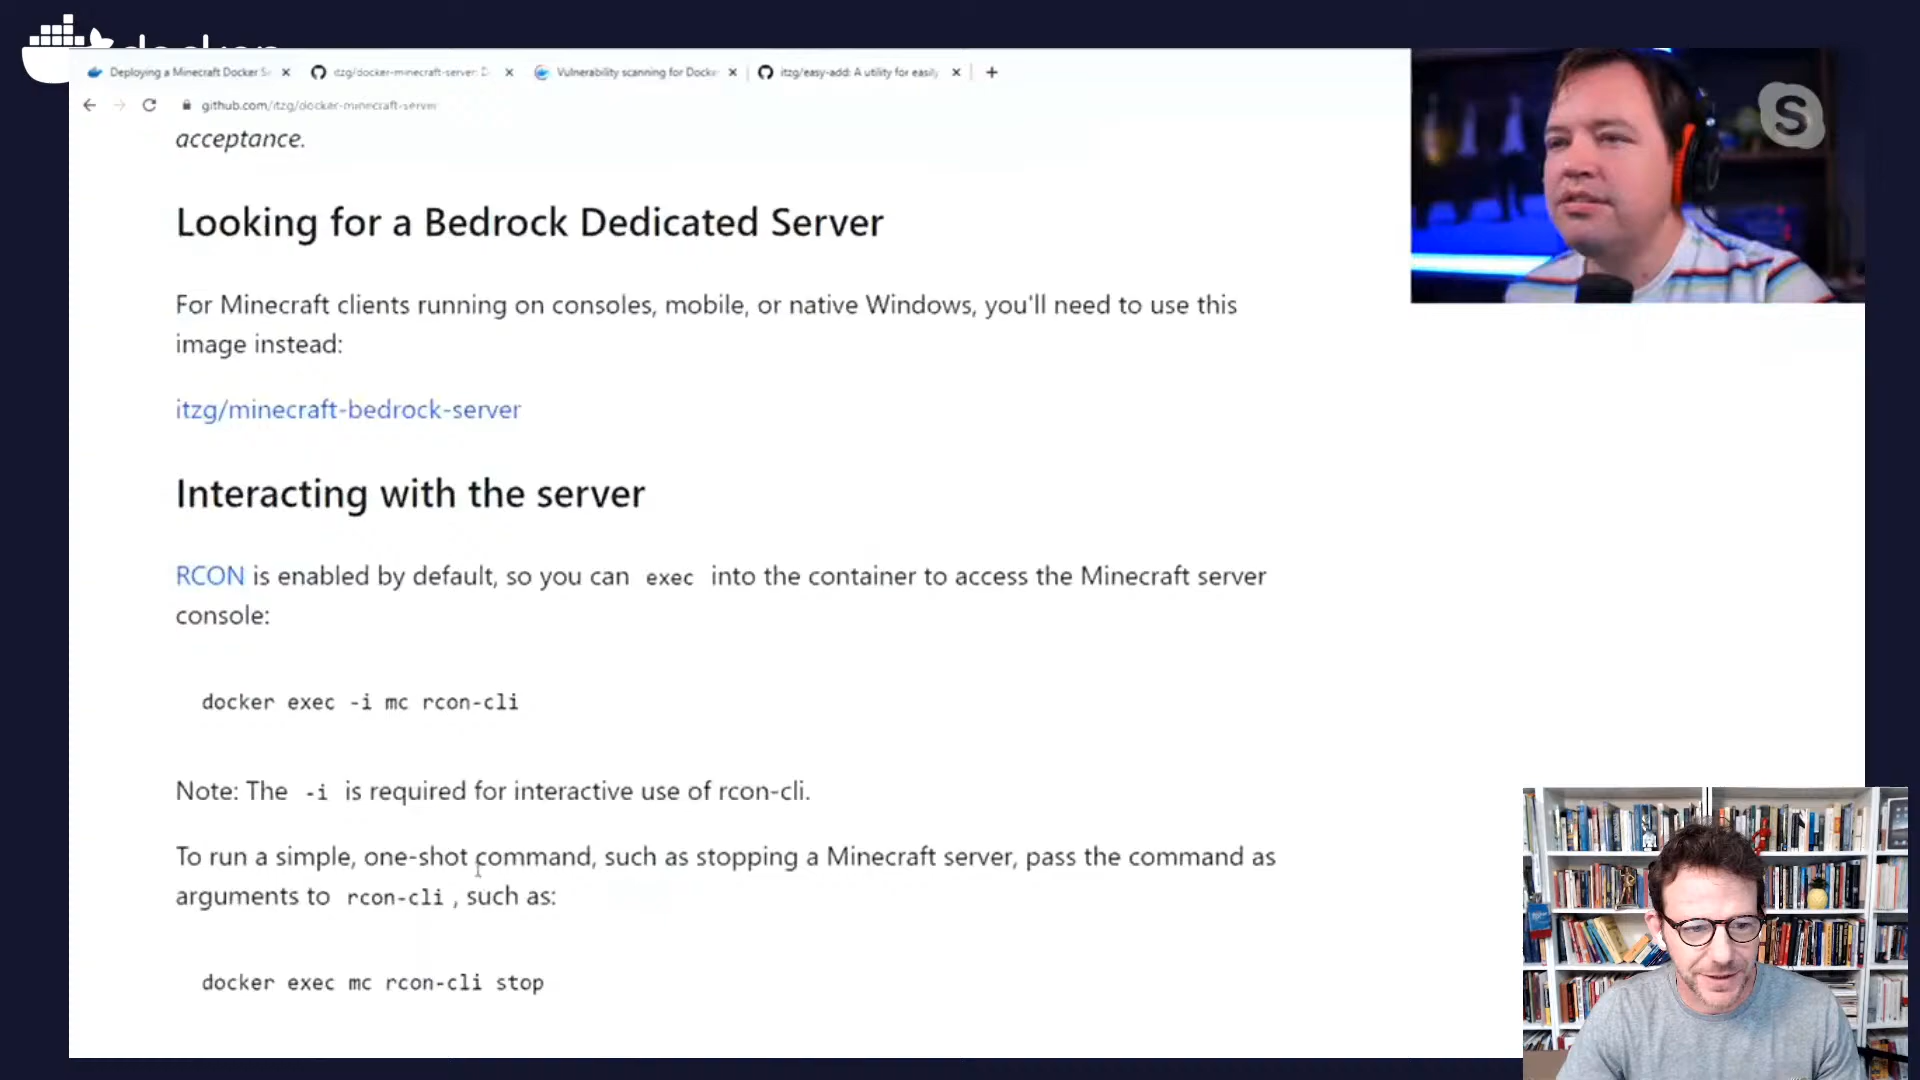 docker
Deploying a Minecraft Docker Se
itzg/docker-minecraft-server: D
Vulnerability scanning for Docke
itzg/easy-add: A utility for easily
github.com/itzg/docker-minecraft-server
acceptance.
S
Looking for a Bedrock Dedicated Server
For Minecraft clients running on consoles, mobile, or native Windows, you'll need to use this
image instead:
itzg/minecraft-bedrock-server
Interacting with the server
RCON is enabled by default, so you can exec into the container to access the Minecraft server
console:
docker exec -i mc rcon-cli
Note: The -i is required for interactive use of rcon-cli.
To run a simple, one-shot command, such as stopping a Minecraft server, pass the command as
arguments to rcon-cli , such as:
docker exec mc rcon-cli stop